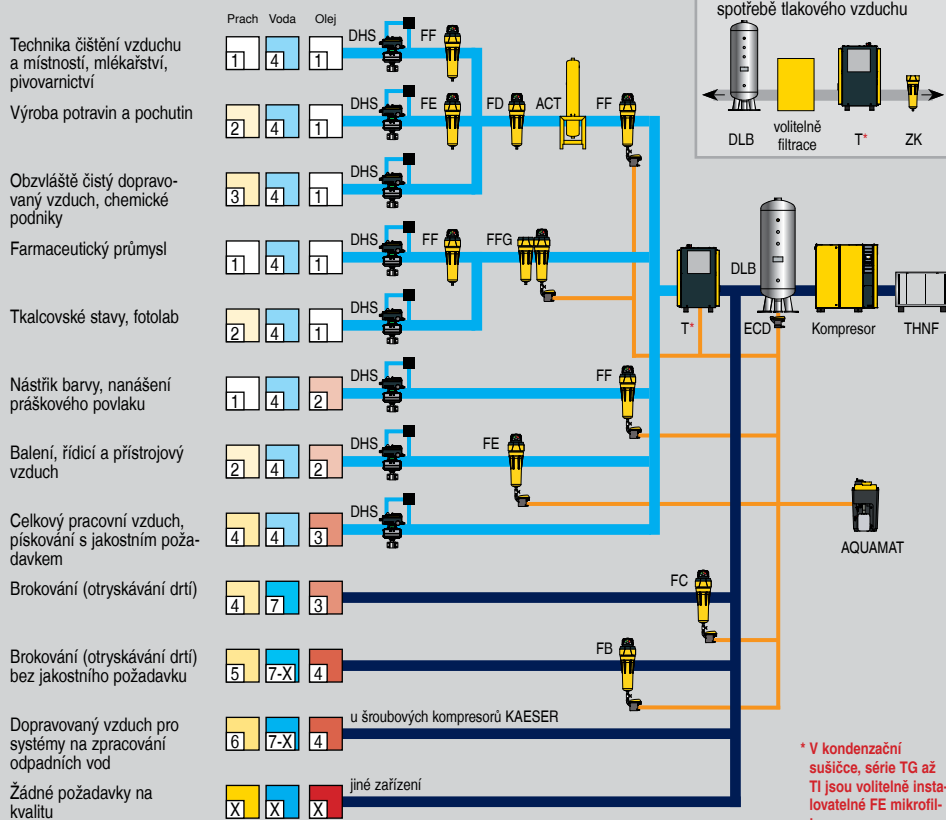 spotřebě tlakového vzduchu
DLB
volitelně
filtrace
T*
ZK
Prach Voda Olej
Technika čištění vzduchu
a místností, mlékařství,
pivovarnictví
1 4 1
DHS FF
Výroba potravin a pochutin
2 4 1
DHS FE FD ACT FF
Obzvláště čistý dopravo-
vaný vzduch, chemické
podniky
3 4 1
DHS
Farmaceutický průmysl
1 4 1
DHS FF FFG
DLB
T* ECD Kompresor THNF
Tkalcovské stavy, fotolab
2 4 1
DHS
Nástřik barvy, nanášení
práškového povlaku
1 4 2
DHS FF
Balení, řídicí a přístrojový
vzduch
2 4 2
DHS FE
AQUAMAT
Celkový pracovní vzduch,
pískování s jakostním poža-
davkem
4 4 3
DHS
Brokování (otryskávání drtí)
4 7 3
FC
Brokování (otryskávání drtí)
bez jakostního požadavku
5 7-X 4
FB
Dopravovaný vzduch pro
systémy na zpracování
odpadních vod
6 7-X 4
u šroubových kompresorů KAESER
Žádné požadavky na
kvalitu
X X X
jiné zařízení
* V kondenzační
sušičce, série TG až
TI jsou volitelně insta-
lovatelné FE mikrofil-